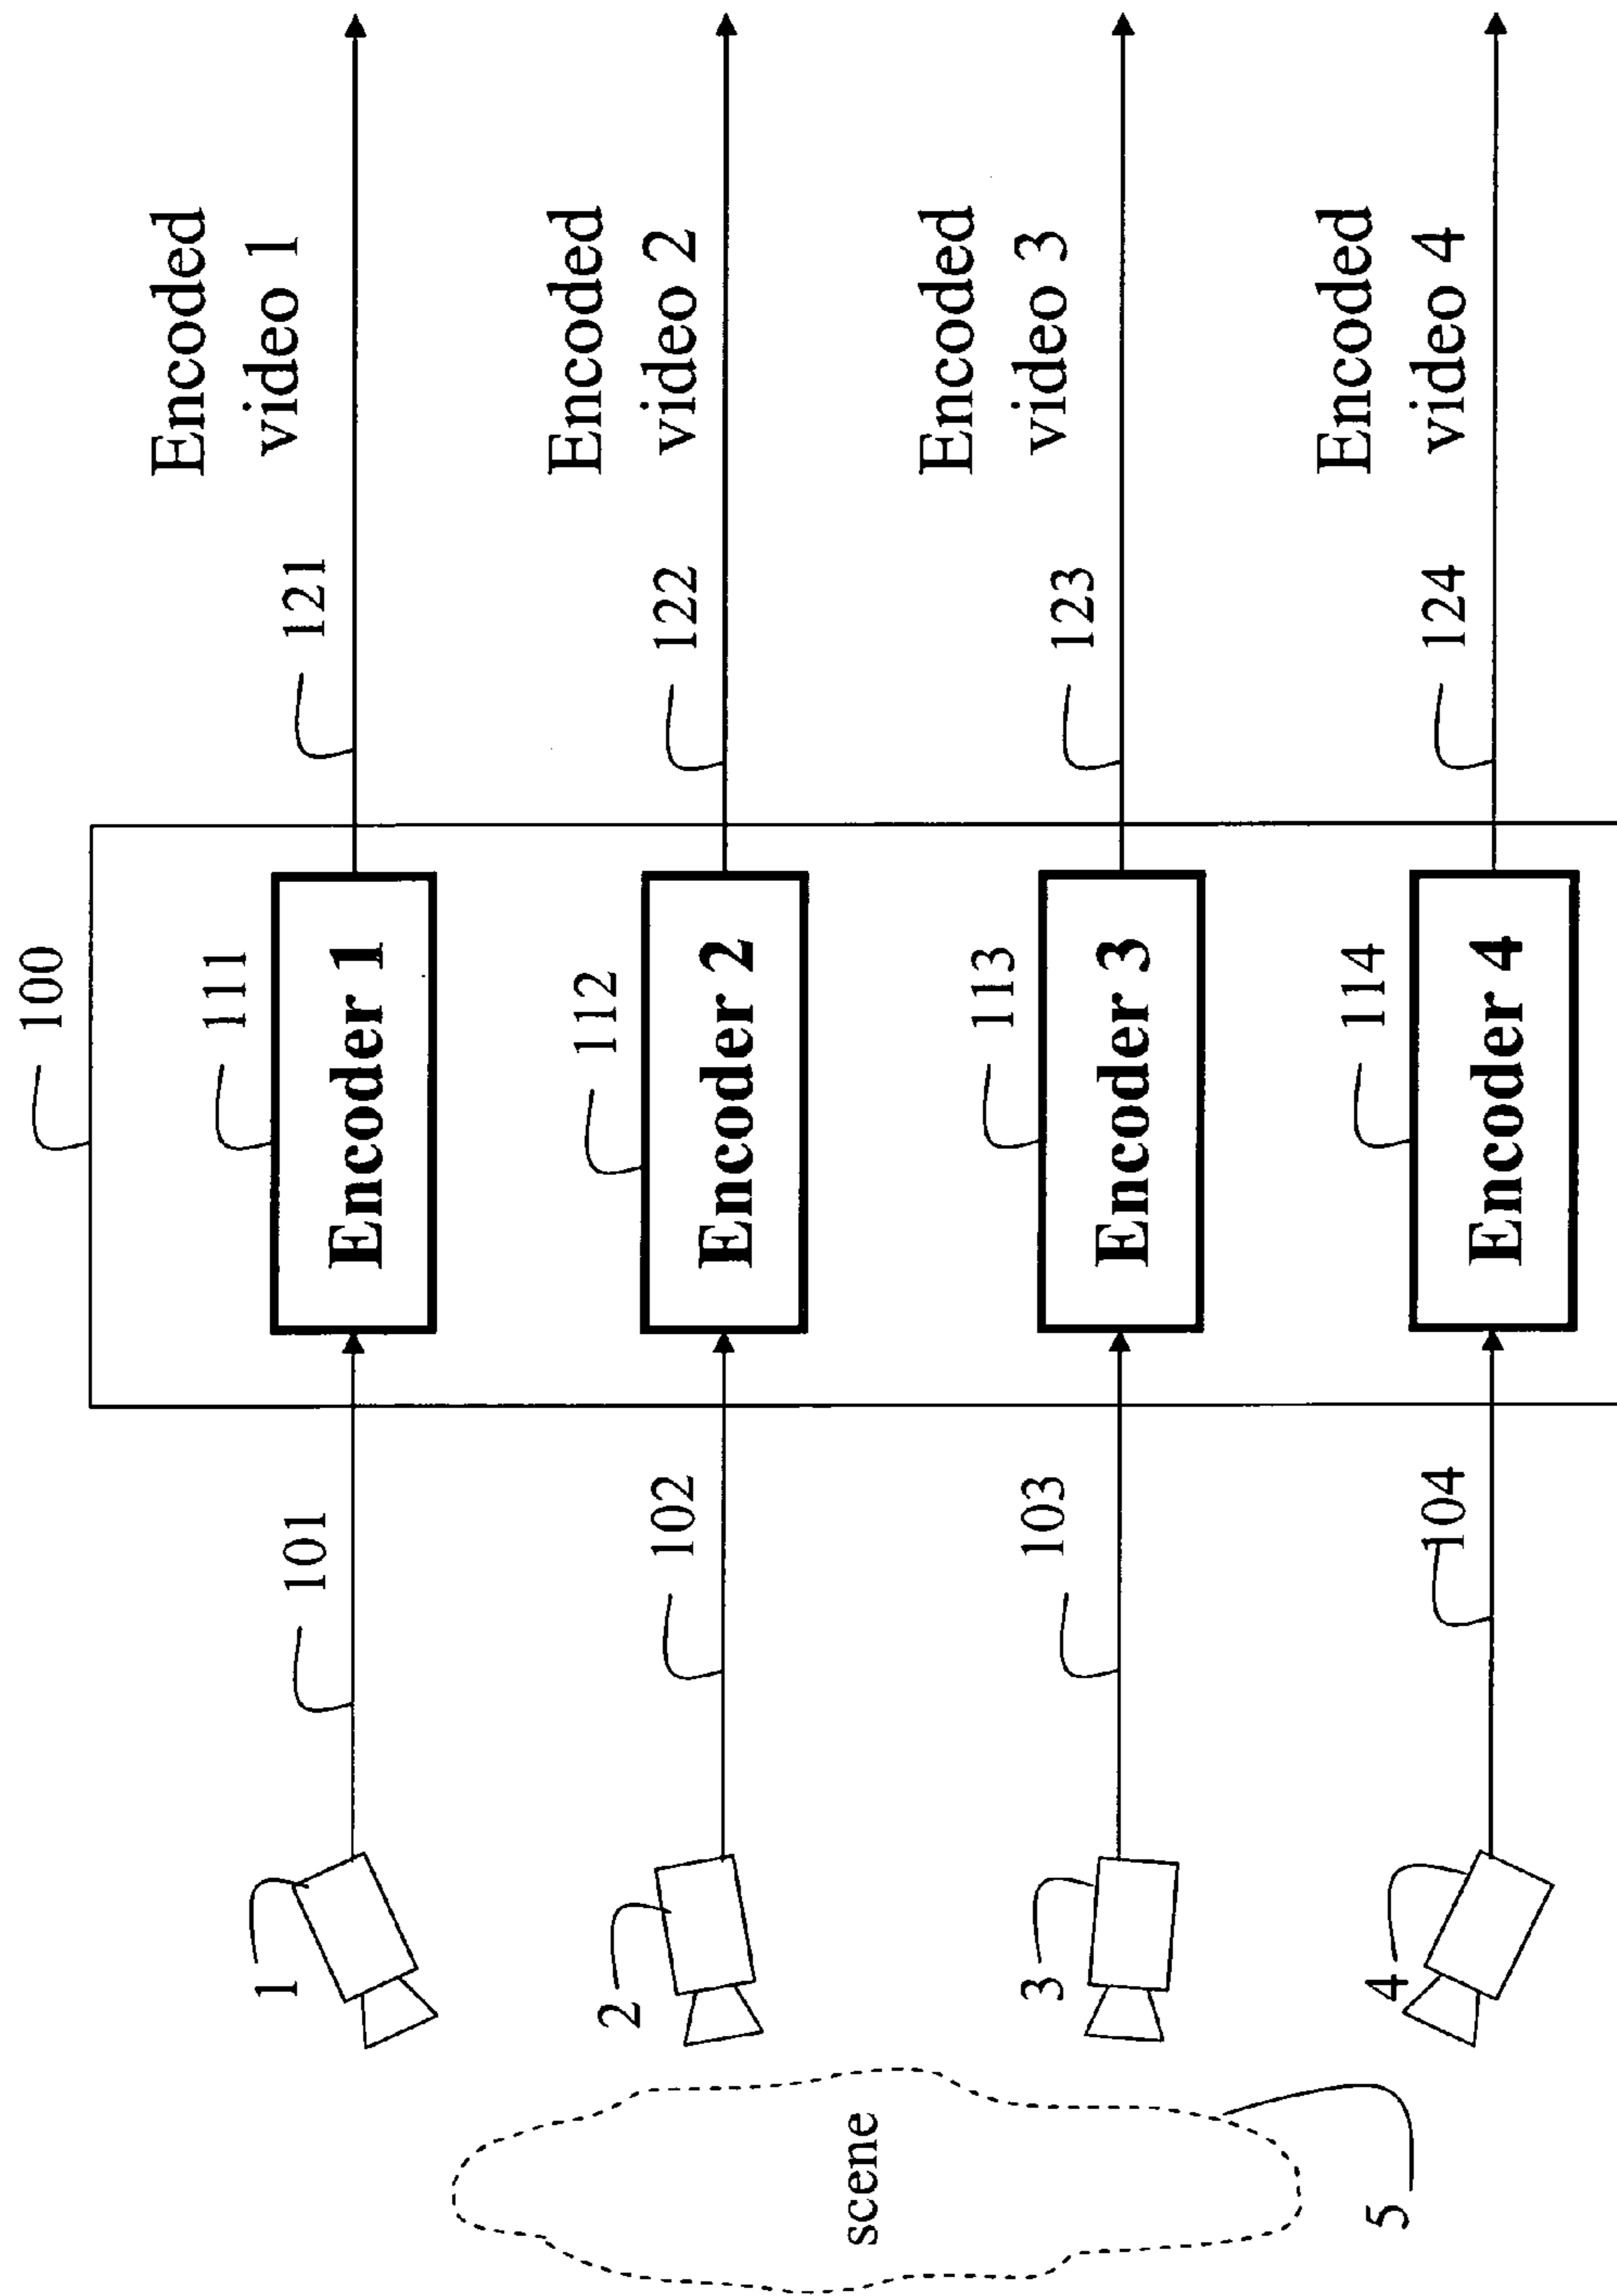 100
1
101
111
Encoder 1
121
Encoded
video 1
2
102
112
Encoder 2
122
Encoded
video 2
scene
3
103
113
Encoder 3
123
Encoded
video 3
5
4
104
114
Encoder 4
124
Encoded
video 4